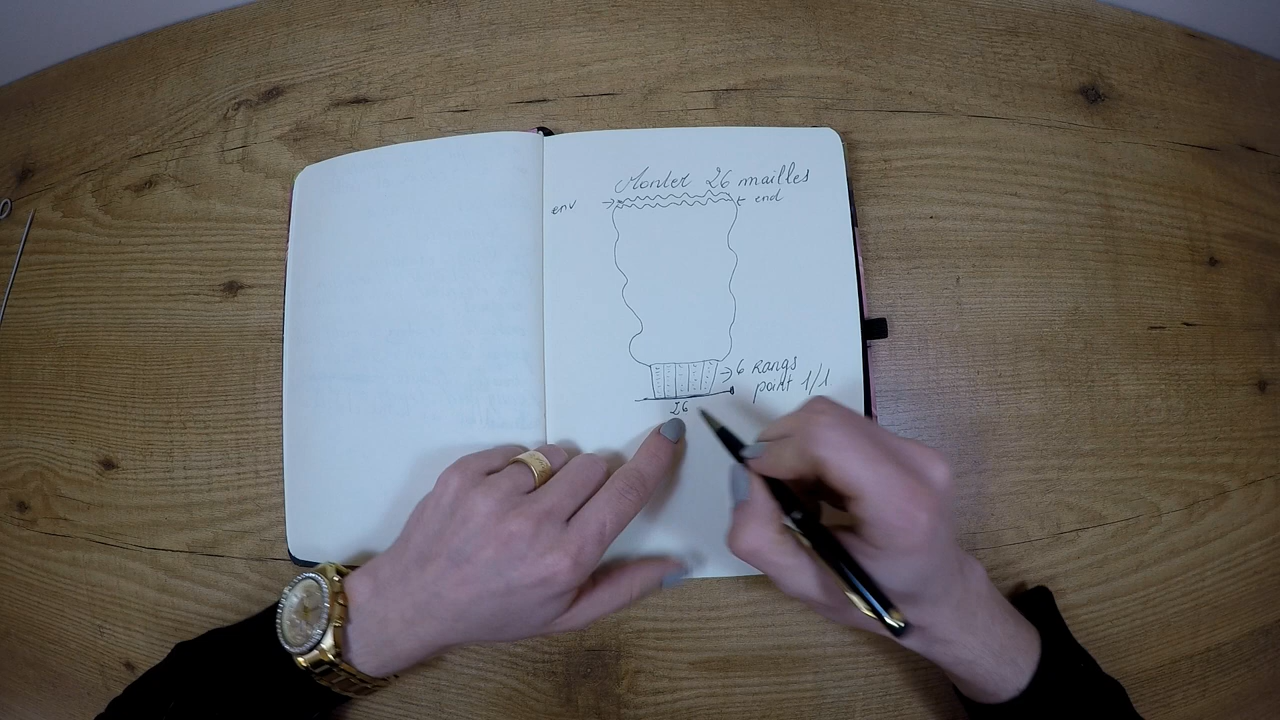 Monter 26 mailles
env → ← end
→ 6 Rangs
point 1/1
26